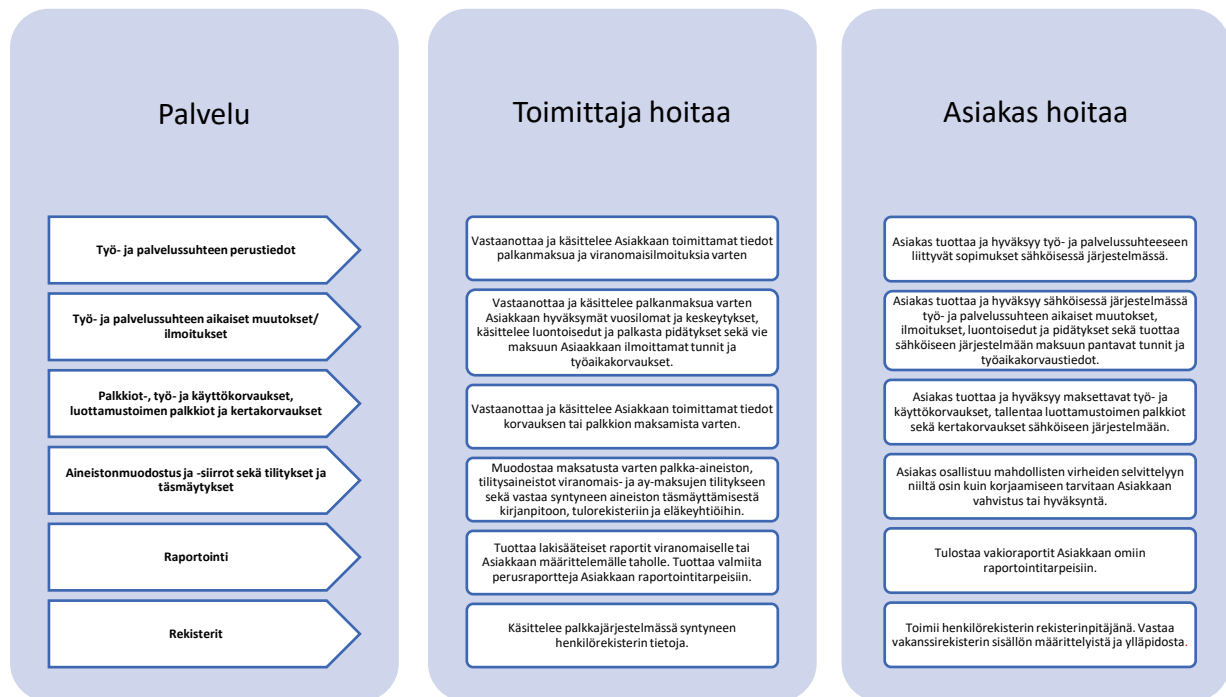 Palvelu
Toimittaja hoitaa
Asiakas hoitaa
Työ- ja palvelussuhteen perustiedot
Vastaanottaa ja käsittelee Asiakkaan toimittamat tiedot
palkanmaksua ja viranomaisilmoituksia varten
Asiakas tuottaa ja hyväksyy työ- ja palvelussuhteeseen
liittyvät sopimukset sähköisessä järjestelmässä.
Työ- ja palvelussuhteen aikaiset muutokset/
ilmoitukset
Vastaanottaa ja käsittelee palkanmaksua varten
Asiakkaan hyväksymät vuosilomat ja keskeytykset,
käsittelee luontoisedut ja palkasta pidätykset sekä vie
maksuun Asiaakkaan ilmoittamat tunnit ja
työaikakorvaukset.
Asiakas tuottaa ja hyväksyy sähköisessä järjestelmässä
työ- ja palvelussuhteen aikaiset muutokset,
ilmoitukset, luontoisedut ja pidätykset sekä tuottaa
sähköiseen järjestelmään maksuun pantavat tunnit ja
työaikakorvaustiedot.
Palkkiot-, työ- ja käyttökorvaukset,
luottamustoimen palkkiot ja kertakorvaukset
Vastaanottaa ja käsittelee Asiakkaan toimittamat tiedot
korvauksen tai palkkion maksamista varten.
Asiakas tuottaa ja hyväksyy maksettavat työ- ja
käyttökorvaukset, tallentaa luottamustoimen palkkiot
sekä kertakorvaukset sähköiseen järjestelmään.
Aineistonmuodostus ja -siirrot sekä tilitykset ja
täsmäytykset
Muodostaa maksatusta varten palkka-aineiston,
tilitysaineistot viranomais- ja ay-maksujen tilitykseen
sekä vastaa syntyneen aineiston täsmäyttämisestä
kirjanpitoon, tulorekisteriin ja eläkeyhtiöihin.
Asiakas osallistuu mahdollisten virheiden selvittelyyn
niiltä osin kuin korjaamiseen tarvitaan Asiakkaan
vahvistus tai hyväksyntä.
Raportointi
Tuottaa lakisääteiset raportit viranomaiselle tai
Asiakkaan määrittelemälle taholle. Tuottaa valmiita
perusraportteja Asiakkaan raportointitarpeisiin.
Tulostaa vakioraportit Asiakkaan omiin
raportointitarpeisiin.
Rekisterit
Käsittelee palkkajärjestelmässä syntyneen
henkilörekisterin tietoja.
Toimii henkilörekisterin rekisterinpitäjänä. Vastaa
vakanssirekisterin sisällön määrittelyistä ja ylläpidosta.